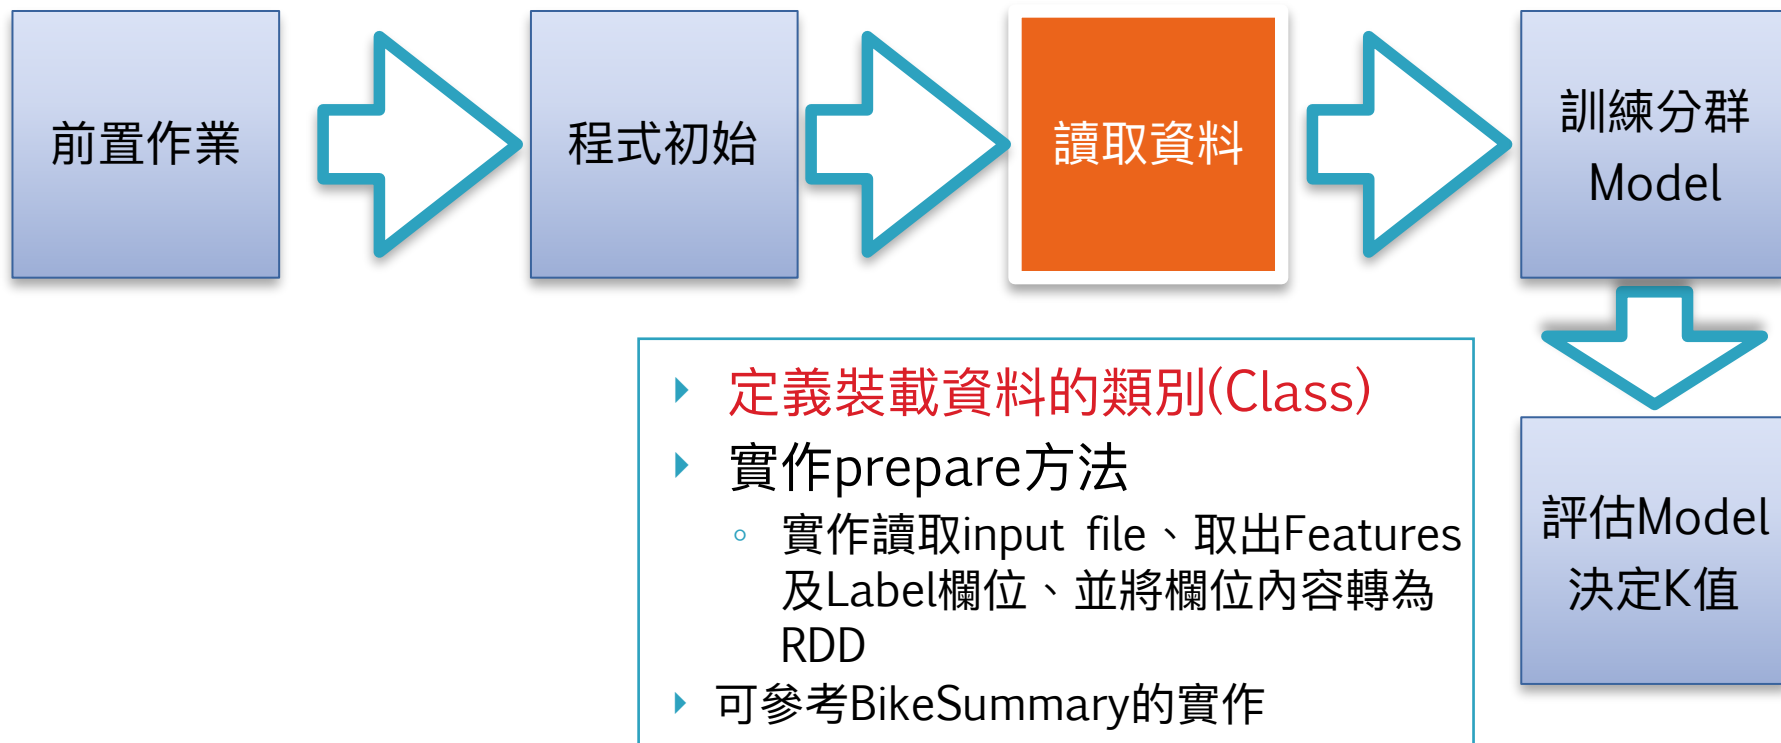 前置作業
程式初始
讀取資料
訓練分群
Model
定義裝載資料的類別(Class)
實作prepare方法
實作讀取input file、取出Features
及Label欄位、並將欄位內容轉為
RDD
可參考BikeSummary的實作
評估Model
決定K值